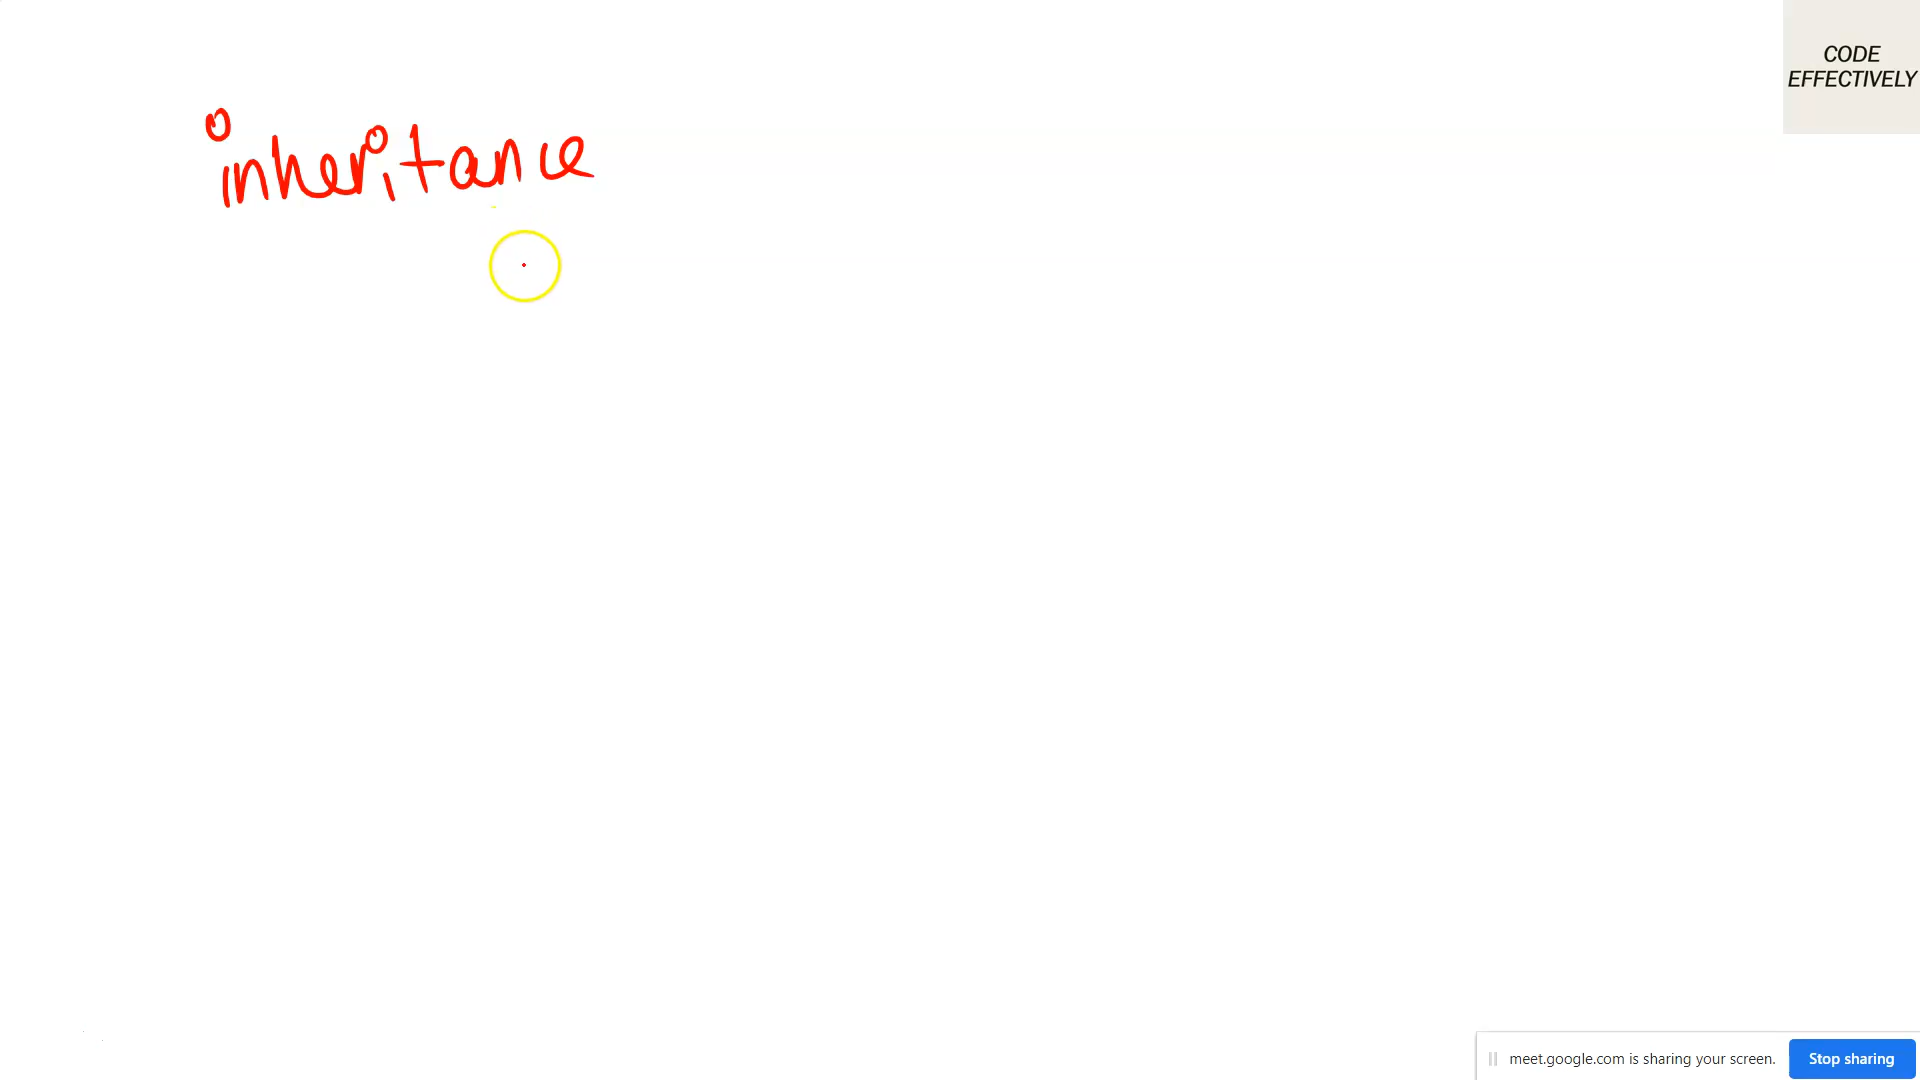 CODE
EFFECTIVELY
inheritance
meet.google.com is sharing your screen.
Stop sharing